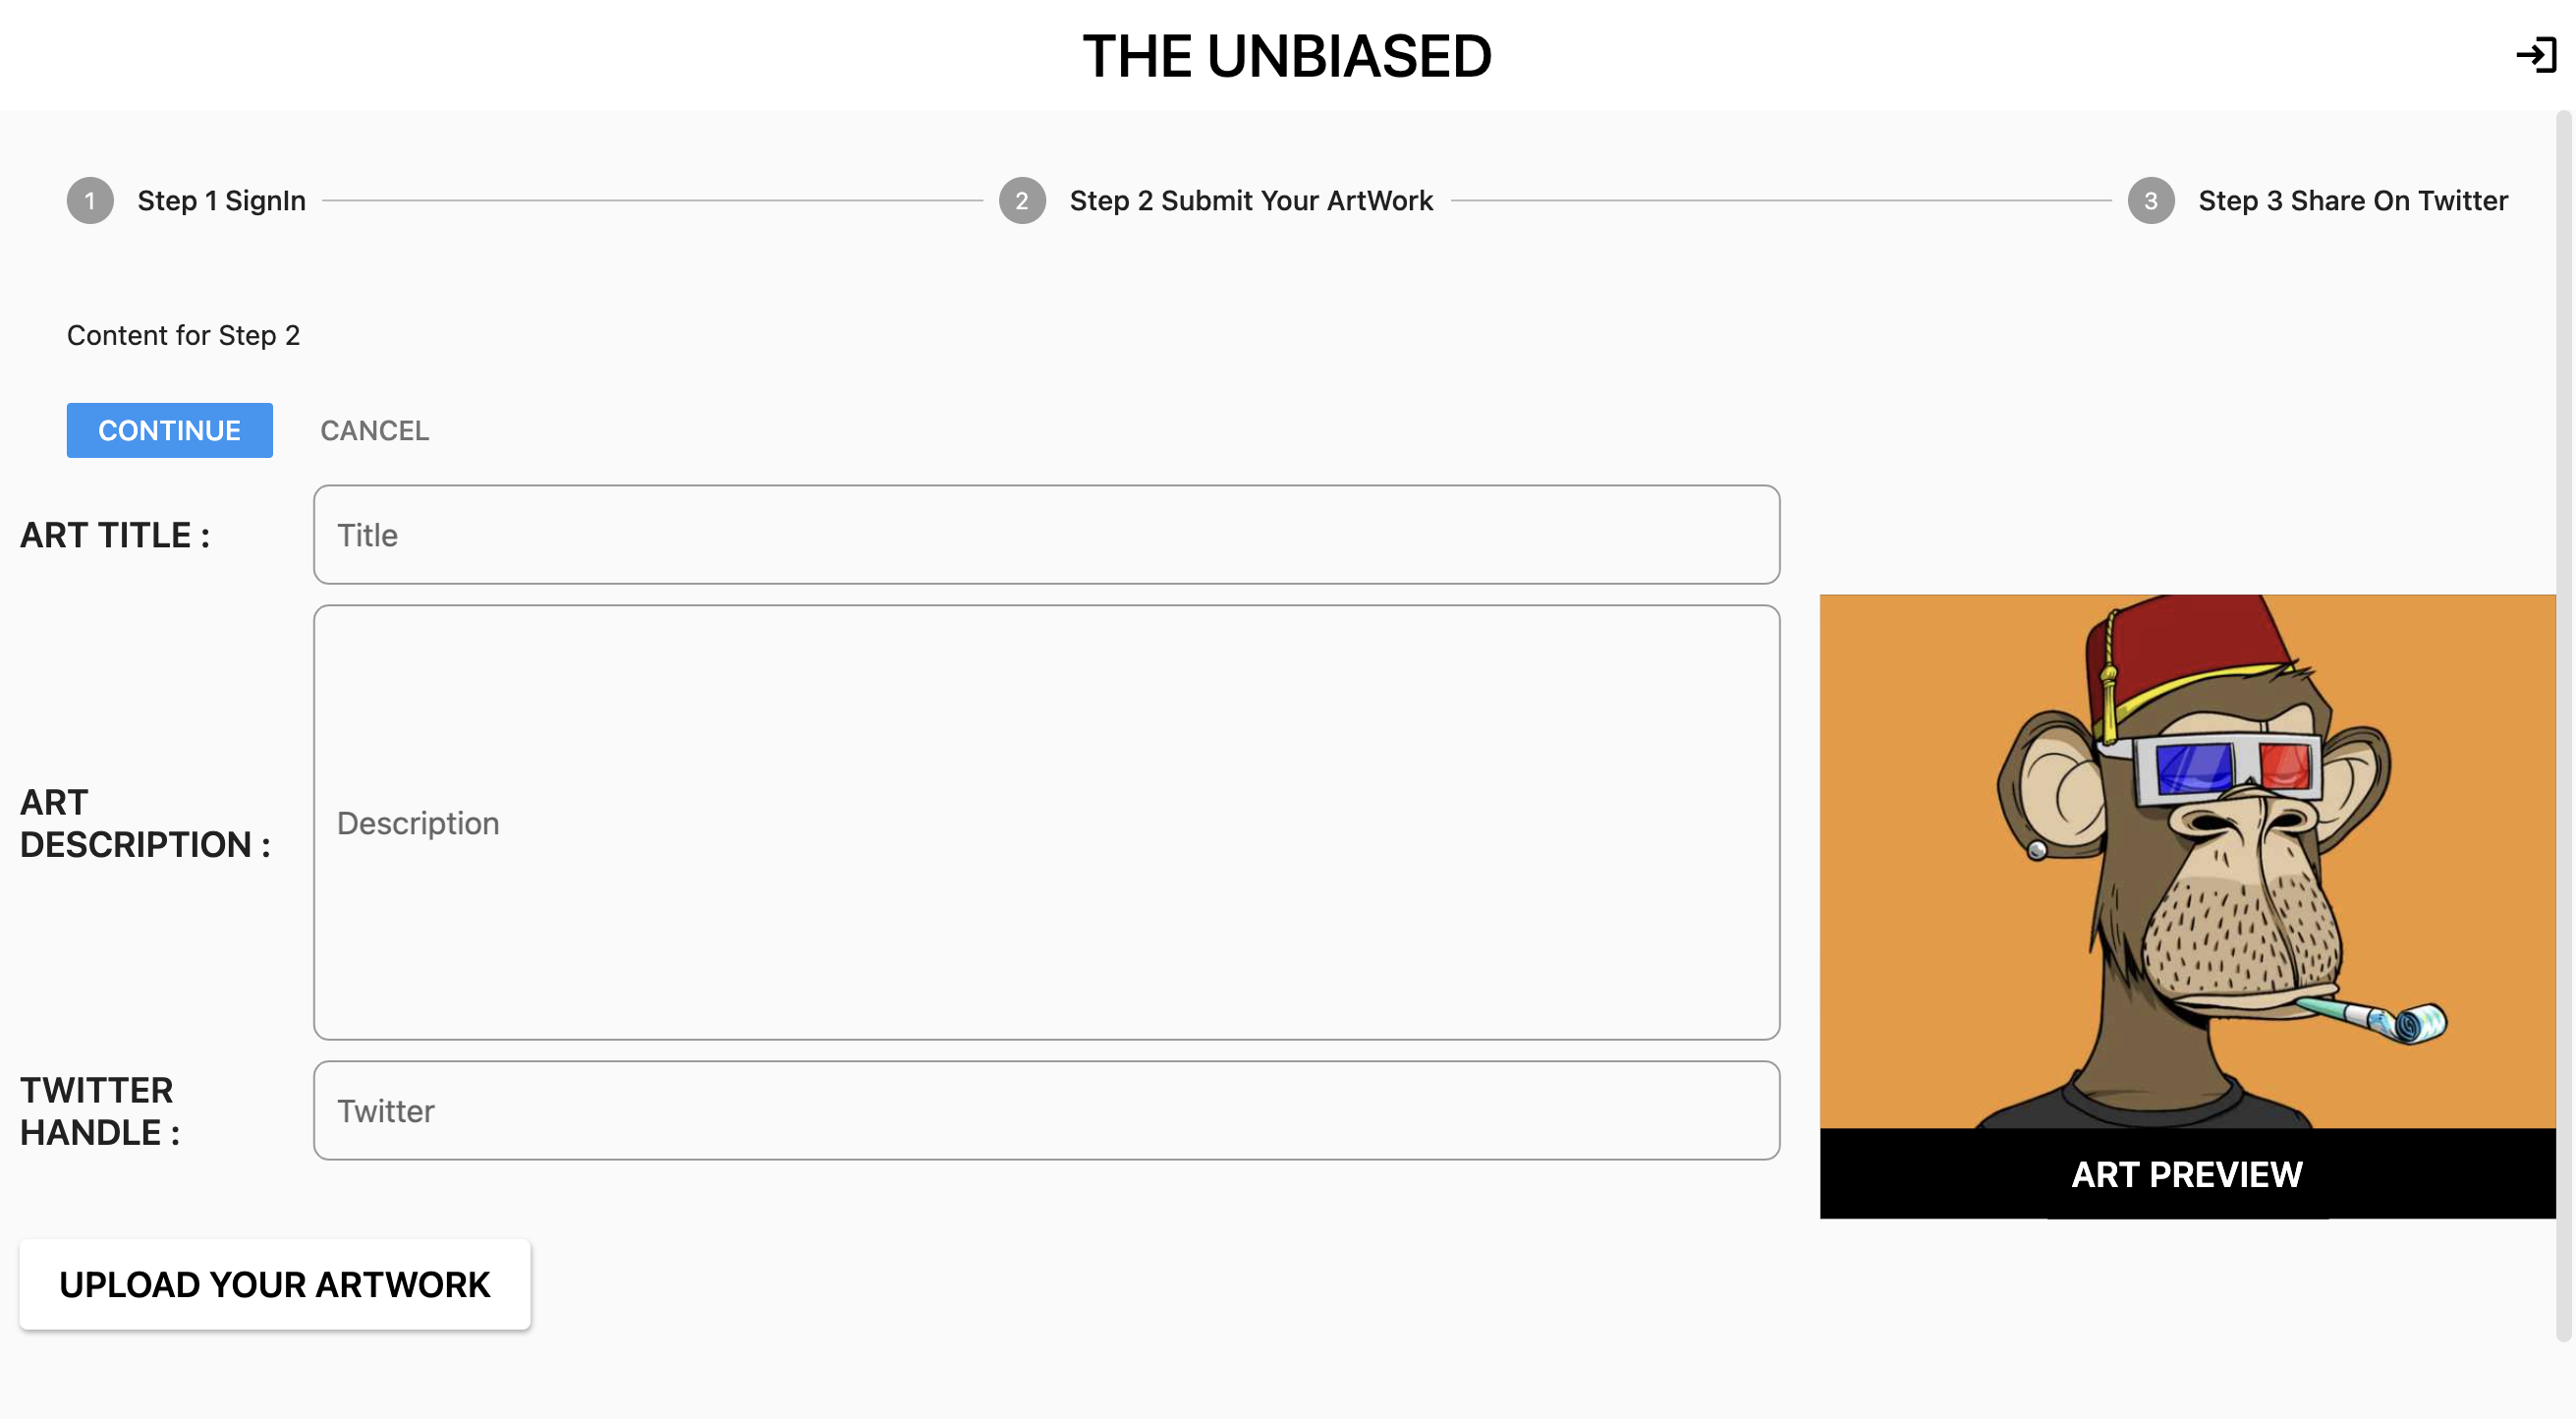 THE UNBIASED
1 Step 1 SignIn
2 Step 2 Submit Your ArtWork
3 Step 3 Share On Twitter
Content for Step 2
CONTINUE
CANCEL
ART TITLE :
Title
ART
DESCRIPTION :
Description
TWITTER
HANDLE :
Twitter
ART PREVIEW
UPLOAD YOUR ARTWORK